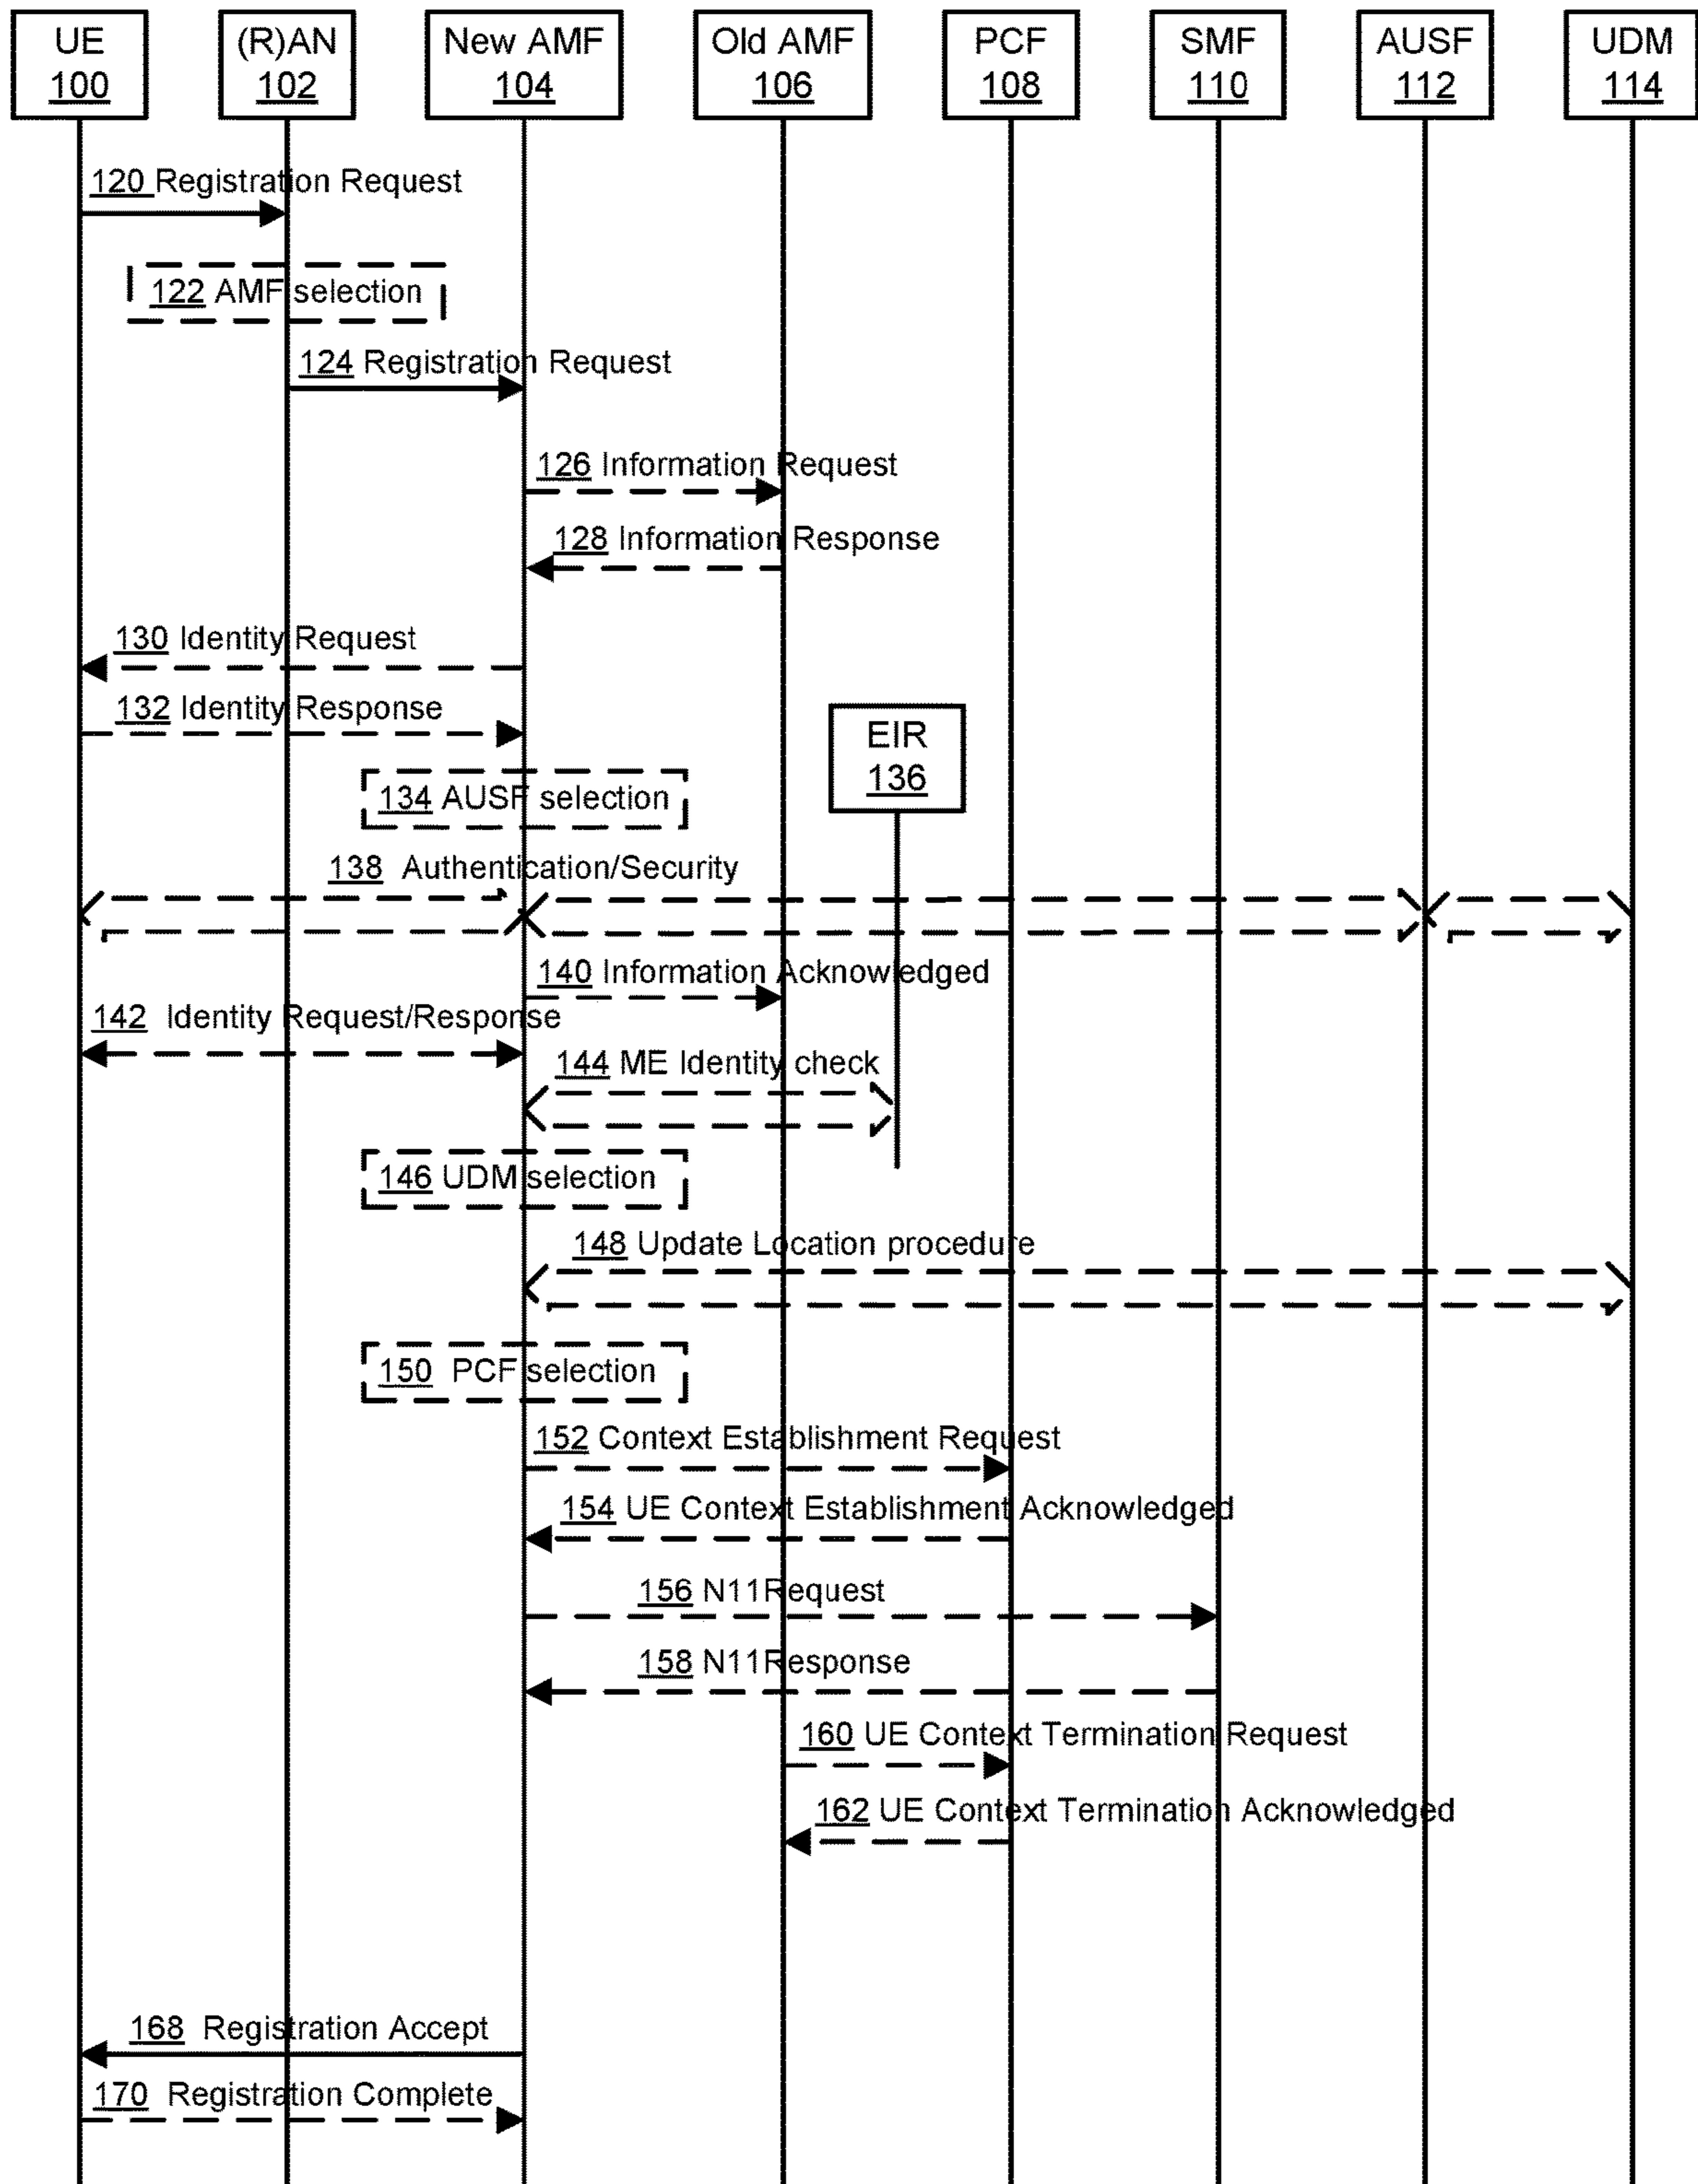 UE
100
(R)AN
102
New AMF
104
Old AMF
106
PCF
108
SMF
110
AUSF
112
UDM
114
120 Registration Request
122 AMF selection
124 Registration Request
126 Information Request
128 Information Response
130 Identity Request
132 Identity Response
EIR
136
134 AUSF selection
138 Authentication/Security
140 Information Acknowledged
142 Identity Request/Response
144 ME Identity check
146 UDM selection
148 Update Location procedure
150 PCF selection
152 Context Establishment Request
154 UE Context Establishment Acknowledged
156 N11Request
158 N11Response
160 UE Context Termination Request
162 UE Context Termination Acknowledged
168 Registration Accept
170 Registration Complete